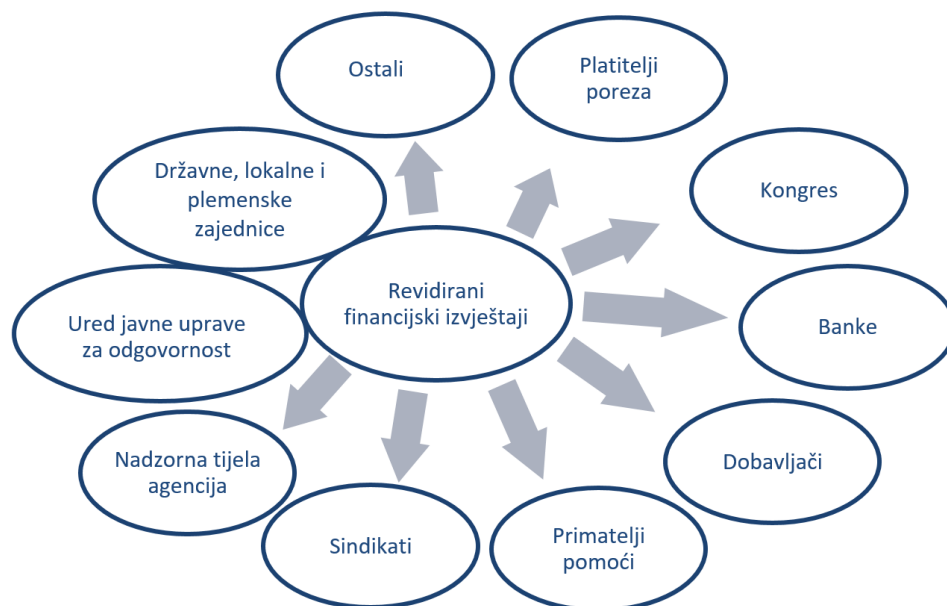 Ostali
Platitelji
poreza
Državne, lokalne i
plemenske
zajednice
Kongres
Revidirani
financijski izvještaji
Ured javne uprave
za odgovornost
Banke
Nadzorna tijela
agencija
Dobavljači
Sindikati
Primatelji
pomoći